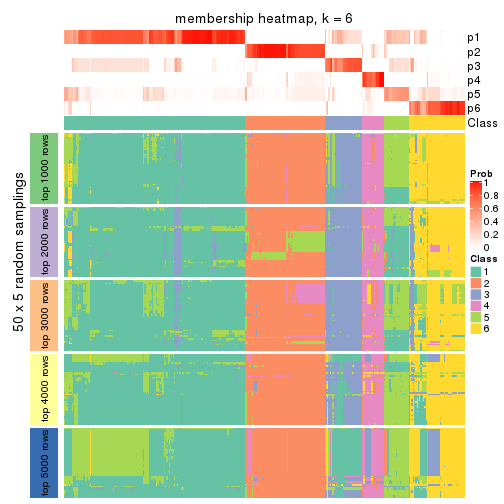 membership heatmap, k = 6
p1
p2
p3
p4
p5
p6
Class
50 x 5 random samplings
top 1000 rows
top 2000 rows
top 3000 rows
top 4000 rows
top 5000 rows
Prob
1
0.8
0.6
0.4
0.2
0
Class
1
2
3
4
5
6